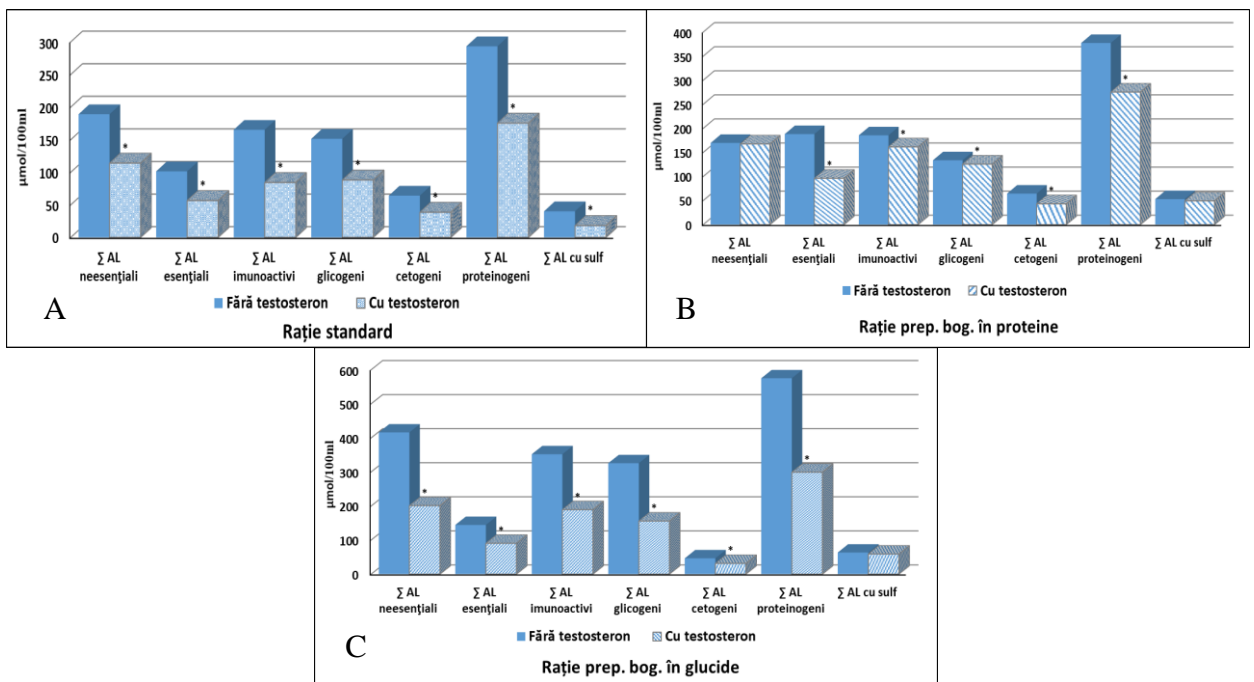 300
250
200
150
100
50
0
µmol/100ml
* * * * * * *
∑ AL neesențiali
∑ AL esențiali
∑ AL imunoactivi
∑ AL glicogeni
∑ AL cetogeni
∑ AL proteinogeni
∑ AL cu sulf
Fără testosteron Cu testosteron
A
Rație standard
400
350
300
250
200
150
100
50
0
µmol/100ml
* * * * *
∑ AL neesențiali
∑ AL esențiali
∑ AL imunoactivi
∑ AL glicogeni
∑ AL cetogeni
∑ AL proteinogeni
∑ AL cu sulf
Fără testosteron Cu testosteron
B
Rație prep. bog. în proteine
600
500
400
300
200
100
0
µmol/100ml
* * * * * *
∑ AL neesențiali
∑ AL esențiali
∑ AL imunoactivi
∑ AL glicogeni
∑ AL cetogeni
∑ AL proteinogeni
∑ AL cu sulf
Fără testosteron Cu testosteron
C
Rație prep. bog. în glucide